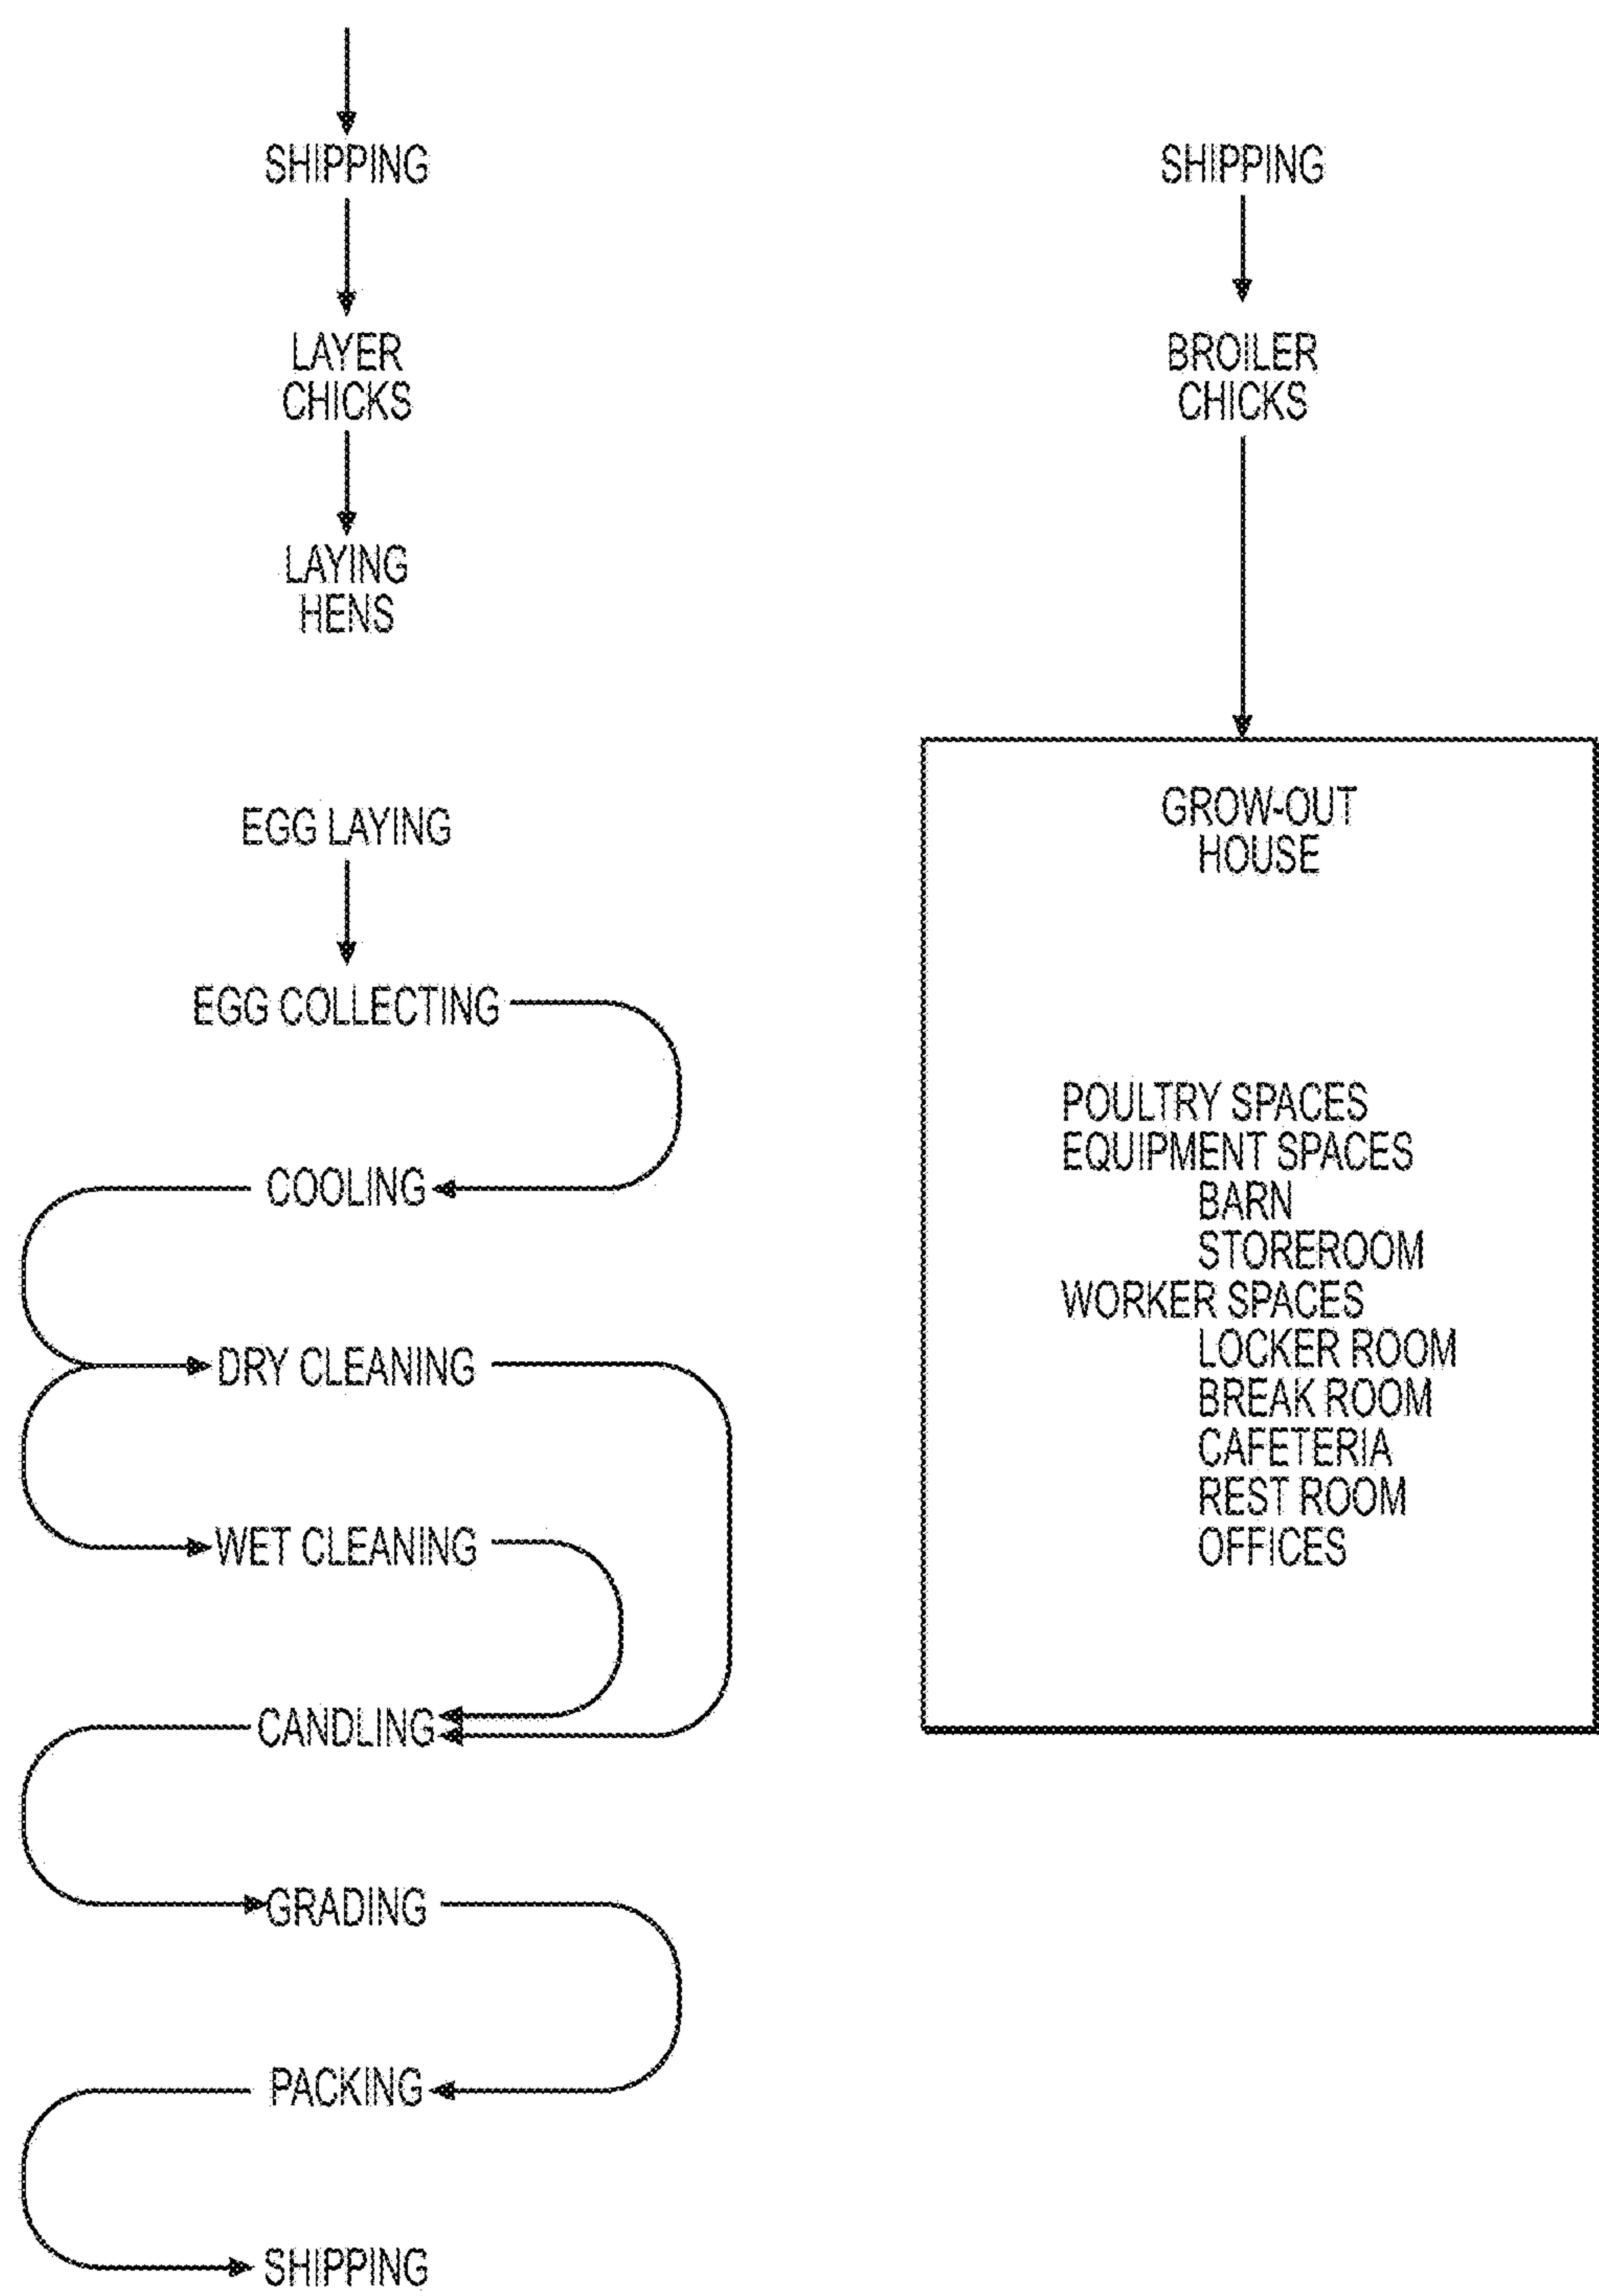 SHIPPING
LAYER
CHICKS
LAYING
HENS
EGG LAYING
EGG COLLECTING
COOLING
DRY CLEANING
WET CLEANING
CANDLING
GRADING
PACKING
SHIPPING
SHIPPING
BROILER
CHICKS
GROW-OUT
HOUSE
POULTRY SPACES
EQUIPMENT SPACES
BARN
STOREROOM
WORKER SPACES
LOCKER ROOM
BREAK ROOM
CAFETERIA
REST ROOM
OFFICES